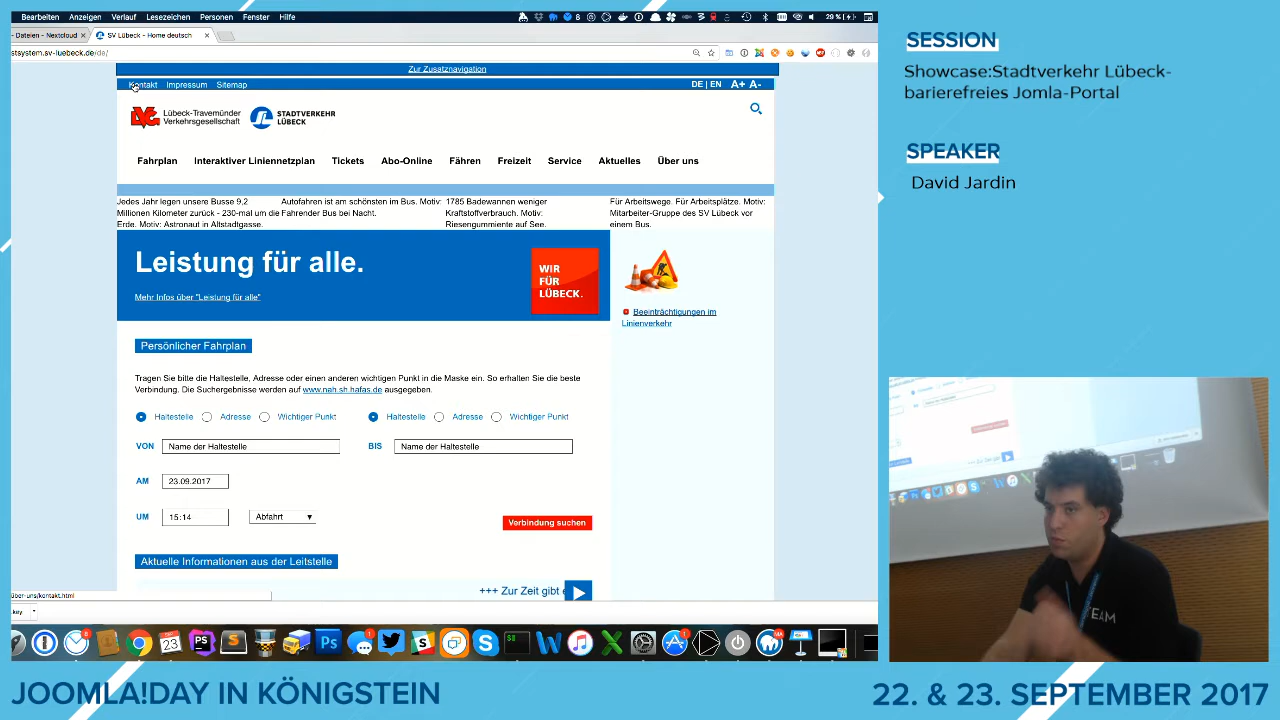 Bearbeiten Anzeigen Verlauf Lesezeichen Personen Fenster Hilfe
8
29 %
- Dateien - Nextcloud
SV Lübeck - Home deutsch
stsystem.sv-luebeck.de/de/
Zur Zusatznavigation
Kontakt Impressum Sitemap
DE | EN A+ A-
LVG Lübeck-Travemünder Verkehrsgesellschaft
STADTVERKEHR LÜBECK
Fahrplan Interaktiver Liniennetzplan Tickets Abo-Online Fähren Freizeit Service Aktuelles Über uns
Jedes Jahr legen unsere Busse 9,2
Millionen Kilometer zurück - 230-mal um die
Erde. Motiv: Astronaut in Altstadtgasse.
Autofahren ist am schönsten im Bus. Motiv:
Fahrender Bus bei Nacht.
1785 Badewannen weniger
Kraftstoffverbrauch. Motiv:
Riesengummiente auf See.
Für Arbeitswege. Für Arbeitsplätze. Motiv:
Mitarbeiter-Gruppe des SV Lübeck vor
einem Bus.
Leistung für alle.
Mehr Infos über "Leistung für alle"
WIR
FÜR
LÜBECK.
Beeinträchtigungen im
Linienverkehr
Persönlicher Fahrplan
Tragen Sie bitte die Haltestelle, Adresse oder einen anderen wichtigen Punkt in die Maske ein. So erhalten Sie die beste
Verbindung. Die Suchergebnisse werden auf www.nah.sh.hafas.de ausgegeben.
Haltestelle Adresse Wichtiger Punkt
Haltestelle Adresse Wichtiger Punkt
VON Name der Haltestelle
BIS Name der Haltestelle
AM 23.09.2017
UM 15:14 Abfahrt
Verbindung suchen
Aktuelle Informationen aus der Leitstelle
+++ Zur Zeit gibt e
über-uns/kontakt.html
key
SESSION
Showcase:Stadtverkehr Lübeck-
barierefreies Jomla-Portal
SPEAKER
David Jardin
JOOMLA!DAY IN KÖNIGSTEIN
22. & 23. SEPTEMBER 2017